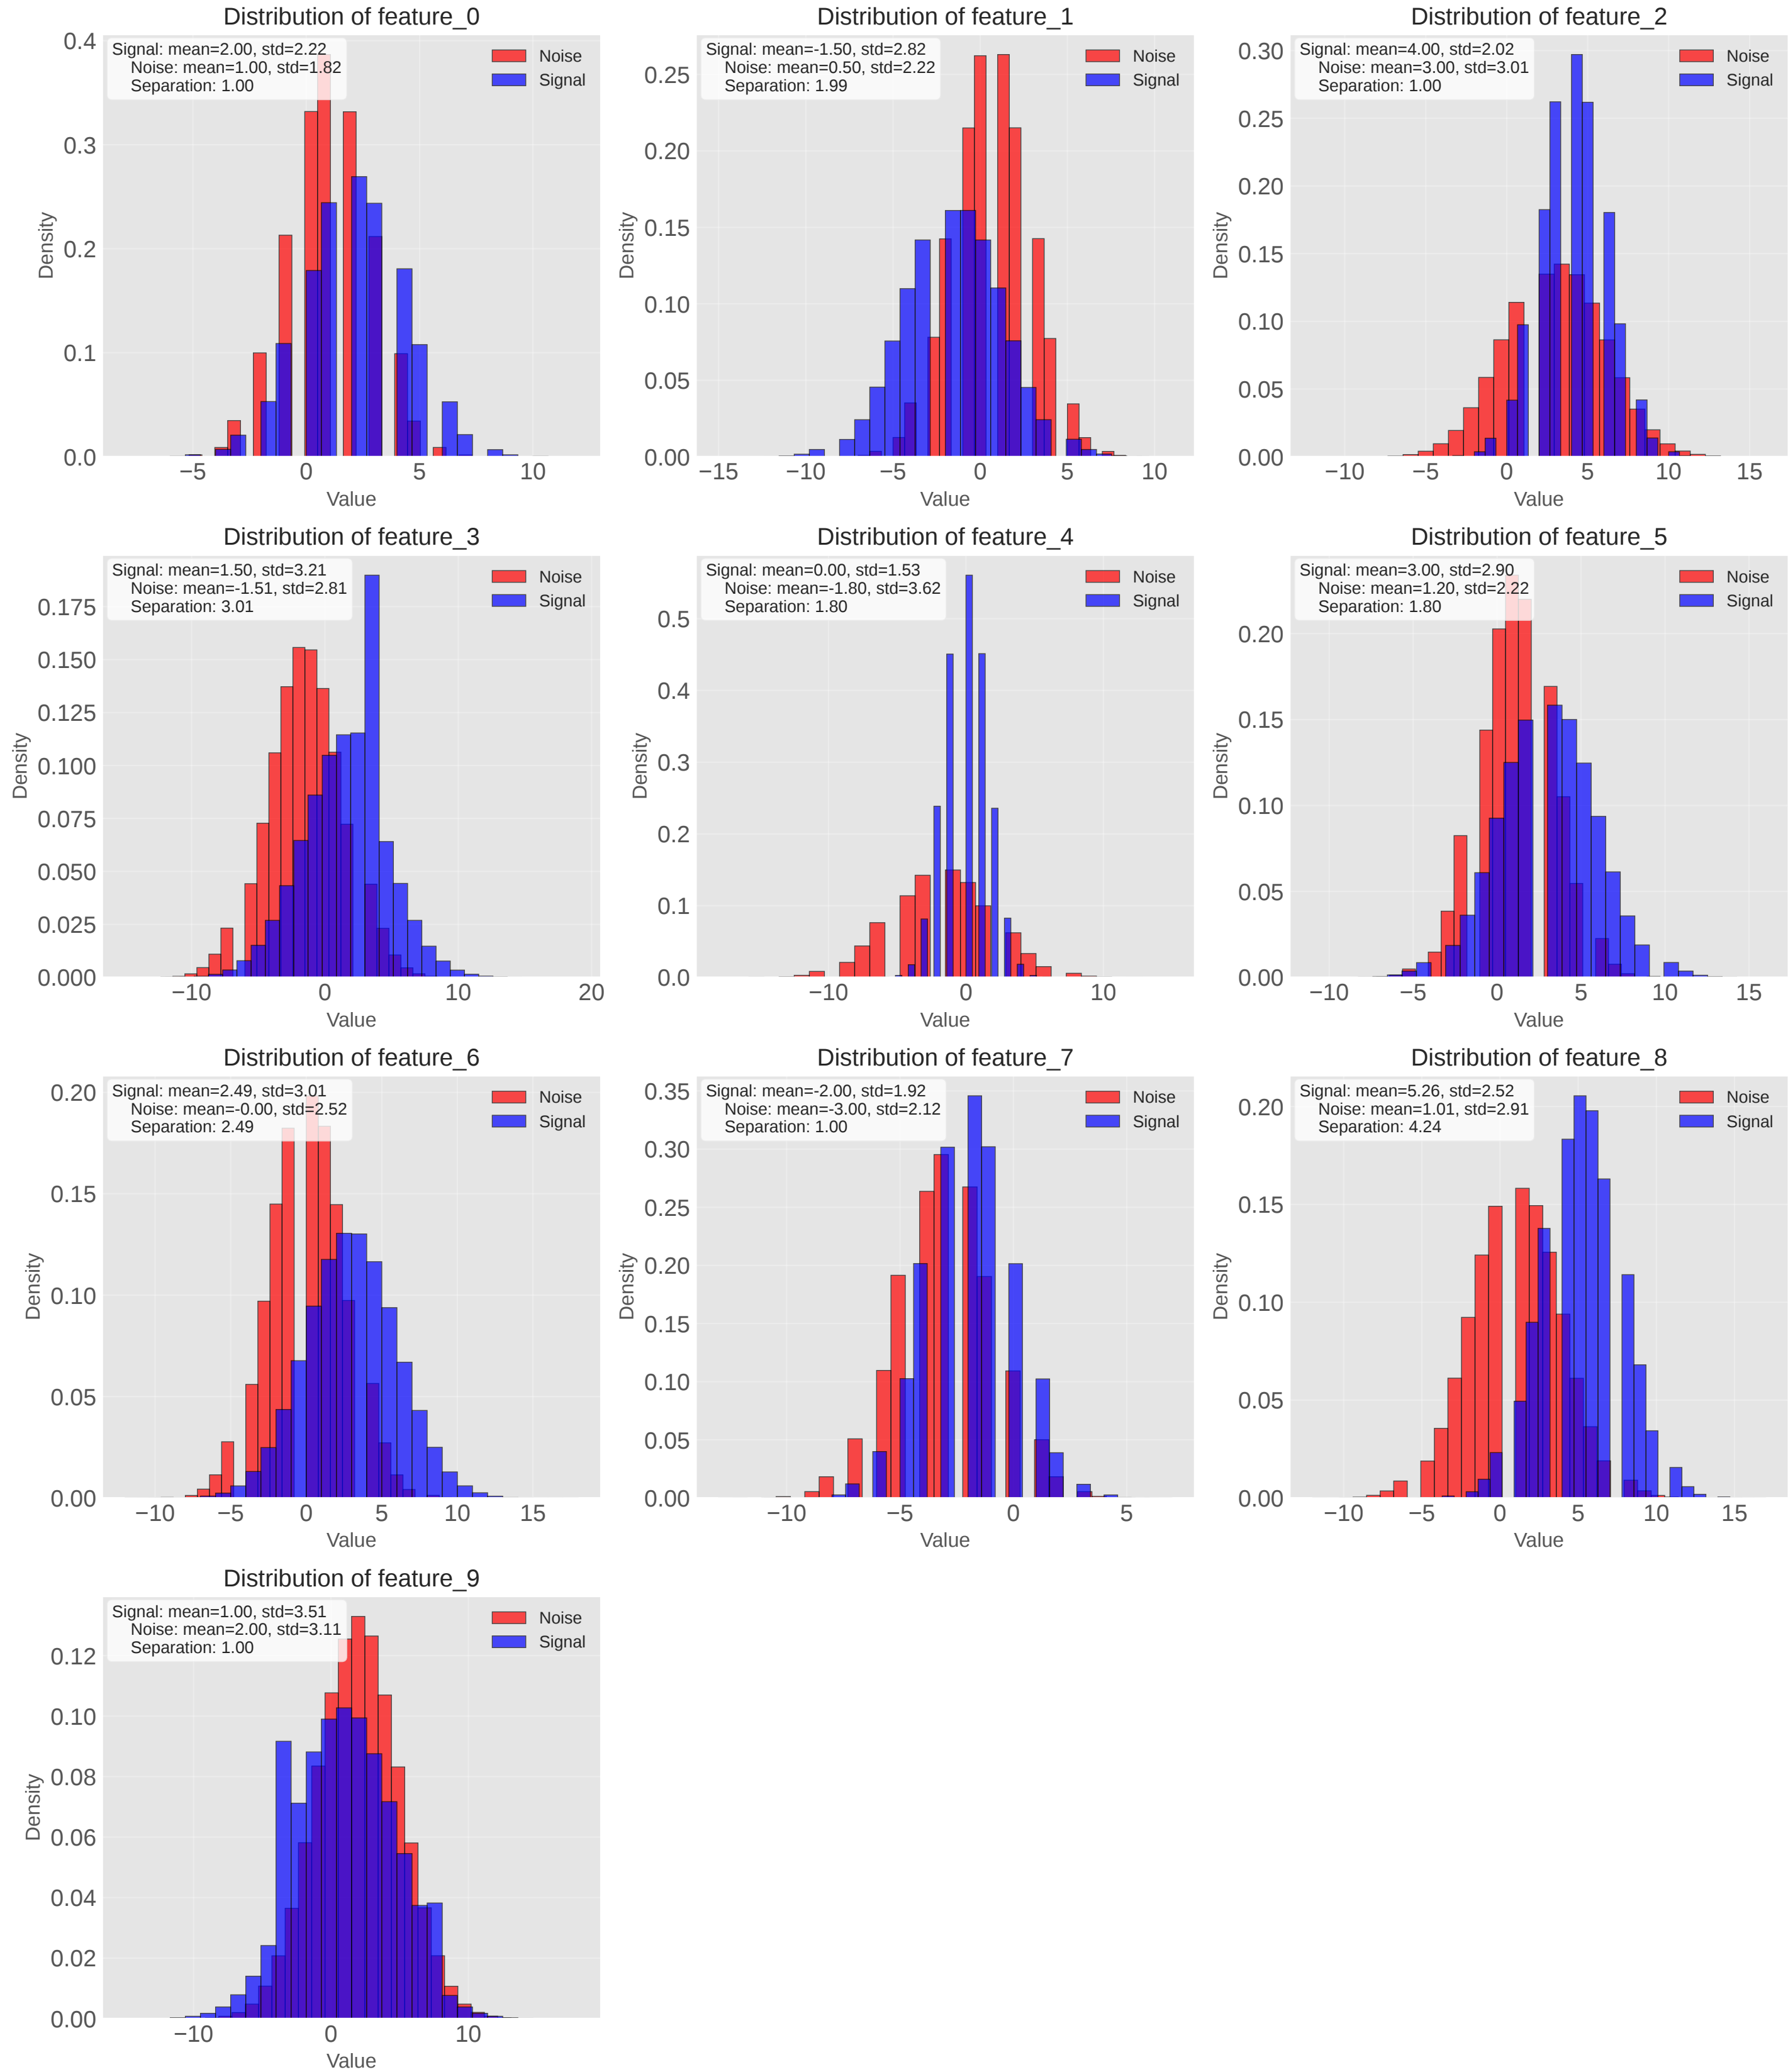 Distribution of feature_0
Signal: mean=2.00, std=2.22
Noise: mean=1.00, std=1.82
Separation: 1.00
Noise
Signal
0.4
0.3
0.2
0.1
0.0
Density
−5
0
5
10
Value
Distribution of feature_1
Signal: mean=-1.50, std=2.82
Noise: mean=0.50, std=2.22
Separation: 1.99
Noise
Signal
0.25
0.20
0.15
0.10
0.05
0.00
Density
−15
−10
−5
0
5
10
Value
Distribution of feature_2
Signal: mean=4.00, std=2.02
Noise: mean=3.00, std=3.01
Separation: 1.00
Noise
Signal
0.30
0.25
0.20
0.15
0.10
0.05
0.00
Density
−10
−5
0
5
10
15
Value
Distribution of feature_3
Signal: mean=1.50, std=3.21
Noise: mean=-1.51, std=2.81
Separation: 3.01
Noise
Signal
0.175
0.150
0.125
0.100
0.075
0.050
0.025
0.000
Density
−10
0
10
20
Value
Distribution of feature_4
Signal: mean=0.00, std=1.53
Noise: mean=-1.80, std=3.62
Separation: 1.80
Noise
Signal
0.5
0.4
0.3
0.2
0.1
0.0
Density
−10
0
10
Value
Distribution of feature_5
Signal: mean=3.00, std=2.90
Noise: mean=1.20, std=2.22
Separation: 1.80
Noise
Signal
0.20
0.15
0.10
0.05
0.00
Density
−10
−5
0
5
10
15
Value
Distribution of feature_6
Signal: mean=2.49, std=3.01
Noise: mean=-0.00, std=2.52
Separation: 2.49
Noise
Signal
0.20
0.15
0.10
0.05
0.00
Density
−10
−5
0
5
10
15
Value
Distribution of feature_7
Signal: mean=-2.00, std=1.92
Noise: mean=-3.00, std=2.12
Separation: 1.00
Noise
Signal
0.35
0.30
0.25
0.20
0.15
0.10
0.05
0.00
Density
−10
−5
0
5
Value
Distribution of feature_8
Signal: mean=5.26, std=2.52
Noise: mean=1.01, std=2.91
Separation: 4.24
Noise
Signal
0.20
0.15
0.10
0.05
0.00
Density
−10
−5
0
5
10
15
Value
Distribution of feature_9
Signal: mean=1.00, std=3.51
Noise: mean=2.00, std=3.11
Separation: 1.00
Noise
Signal
0.12
0.10
0.08
0.06
0.04
0.02
0.00
Density
−10
0
10
Value